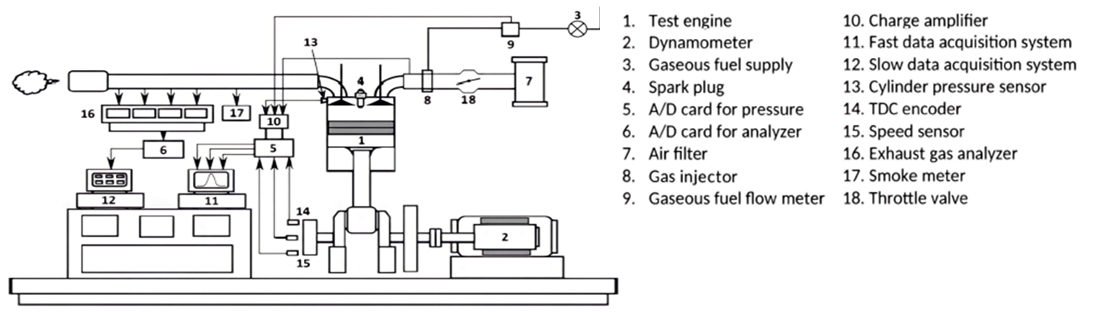 3
9
13
4
7
8
18
16
17
10
1
5
6
12
11
14
2
15
1. Test engine
2. Dynamometer
3. Gaseous fuel supply
4. Spark plug
5. A/D card for pressure
6. A/D card for analyzer
7. Air filter
8. Gas injector
9. Gaseous fuel flow meter
10. Charge amplifier
11. Fast data acquisition system
12. Slow data acquisition system
13. Cylinder pressure sensor
14. TDC encoder
15. Speed sensor
16. Exhaust gas analyzer
17. Smoke meter
18. Throttle valve